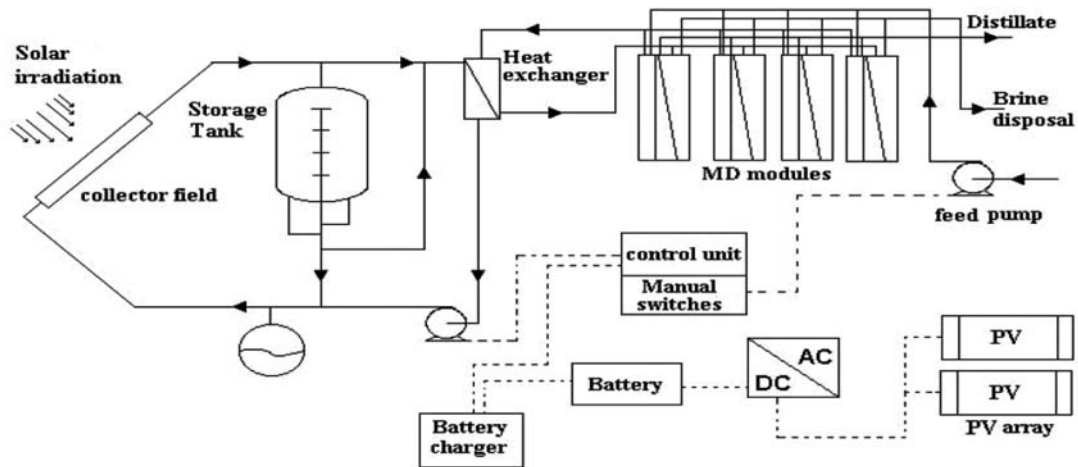 Solar
irradiation
Storage
Tank
collector field
Heat
exchanger
Distillate
Brine
disposal
MD modules
feed pump
control unit
Manual
switches
AC
DC
Battery
Battery
charger
PV
PV
PV array